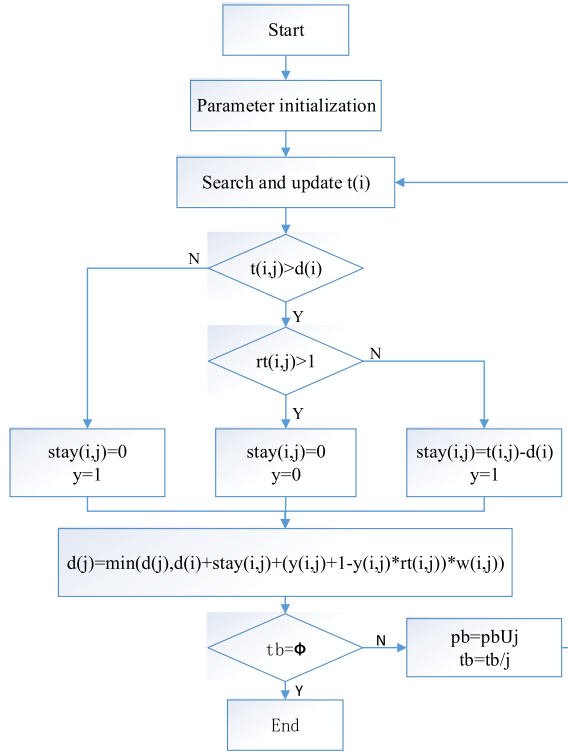 Start
Parameter initialization
Search and update t(i)
t(i,j)>d(i)
N
Y
rt(i,j)>1
N
Y
stay(i,j)=0
y=1
stay(i,j)=0
y=0
stay(i,j)=t(i,j)-d(i)
y=1
d(j)=min(d(j),d(i)+stay(i,j)+(y(i,j)+1-y(i,j)*rt(i,j))*w(i,j))
tb=Φ
N
pb=pbUj
tb=tb/j
Y
End